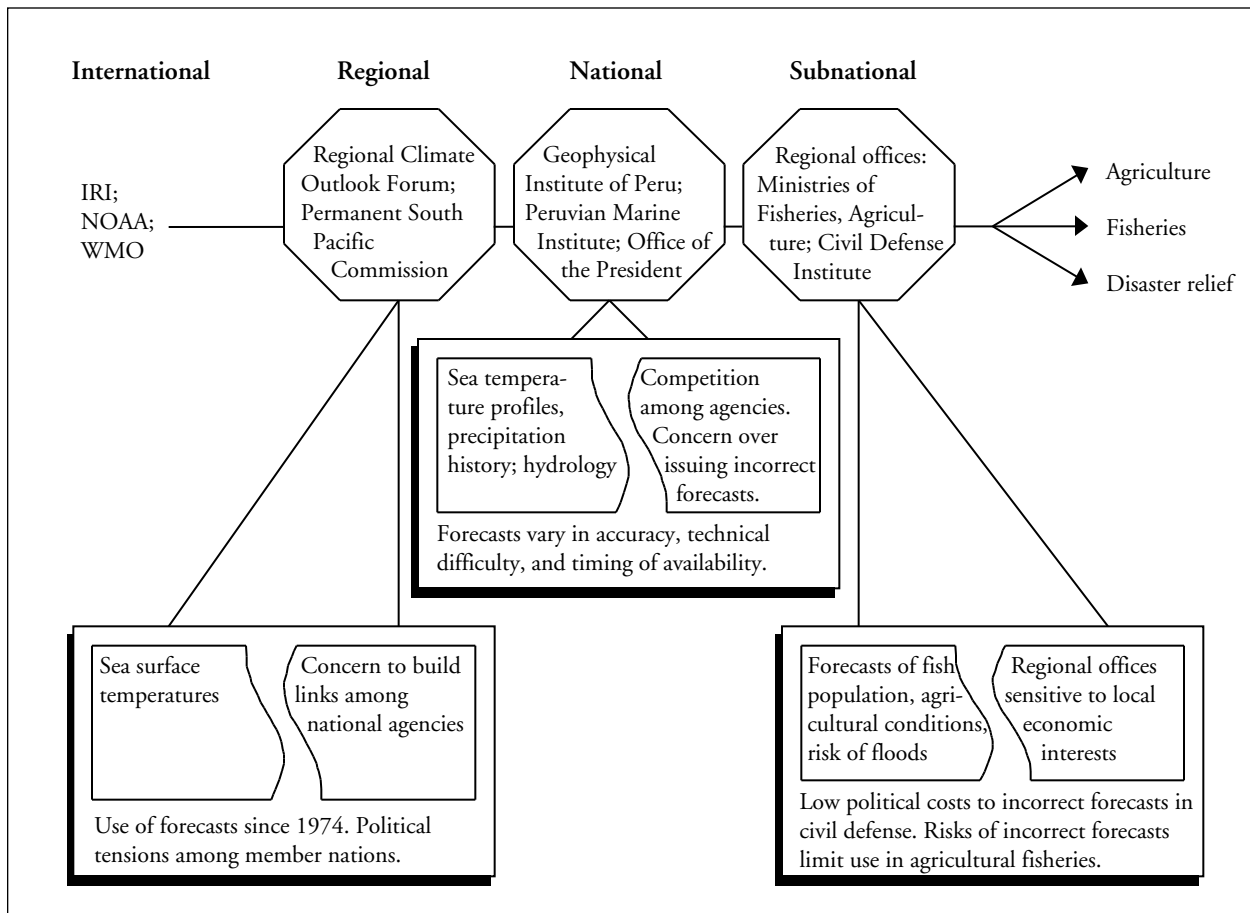 International
Regional
National
Subnational
IRI;
NOAA;
WMO
Regional Climate
Outlook Forum;
Permanent South
Pacific
Commission
Geophysical
Institute of Peru;
Peruvian Marine
Institute; Office of
the President
Regional offices:
Ministries of
Fisheries, Agricul-
ture; Civil Defense
Institute
Agriculture
Fisheries
Disaster relief
Sea tempera-
ture profiles,
precipitation
history; hydrology
Competition
among agencies.
Concern over
issuing incorrect
forecasts.
Forecasts vary in accuracy, technical
difficulty, and timing of availability.
Sea surface
temperatures
Concern to build
links among
national agencies
Use of forecasts since 1974. Political
tensions among member nations.
Forecasts of fish
population, agri-
cultural conditions,
risk of floods
Regional offices
sensitive to local
economic
interests
Low political costs to incorrect forecasts in
civil defense. Risks of incorrect forecasts
limit use in agricultural fisheries.